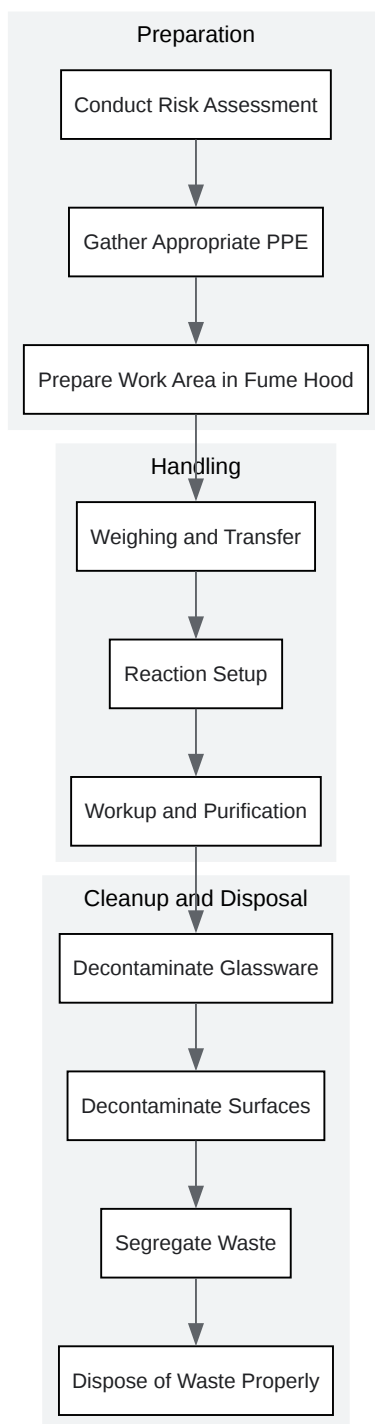 Preparation
Conduct Risk Assessment
Gather Appropriate PPE
Prepare Work Area in Fume Hood
Handling
Weighing and Transfer
Reaction Setup
Workup and Purification
Cleanup and Disposal
Decontaminate Glassware
Decontaminate Surfaces
Segregate Waste
Dispose of Waste Properly